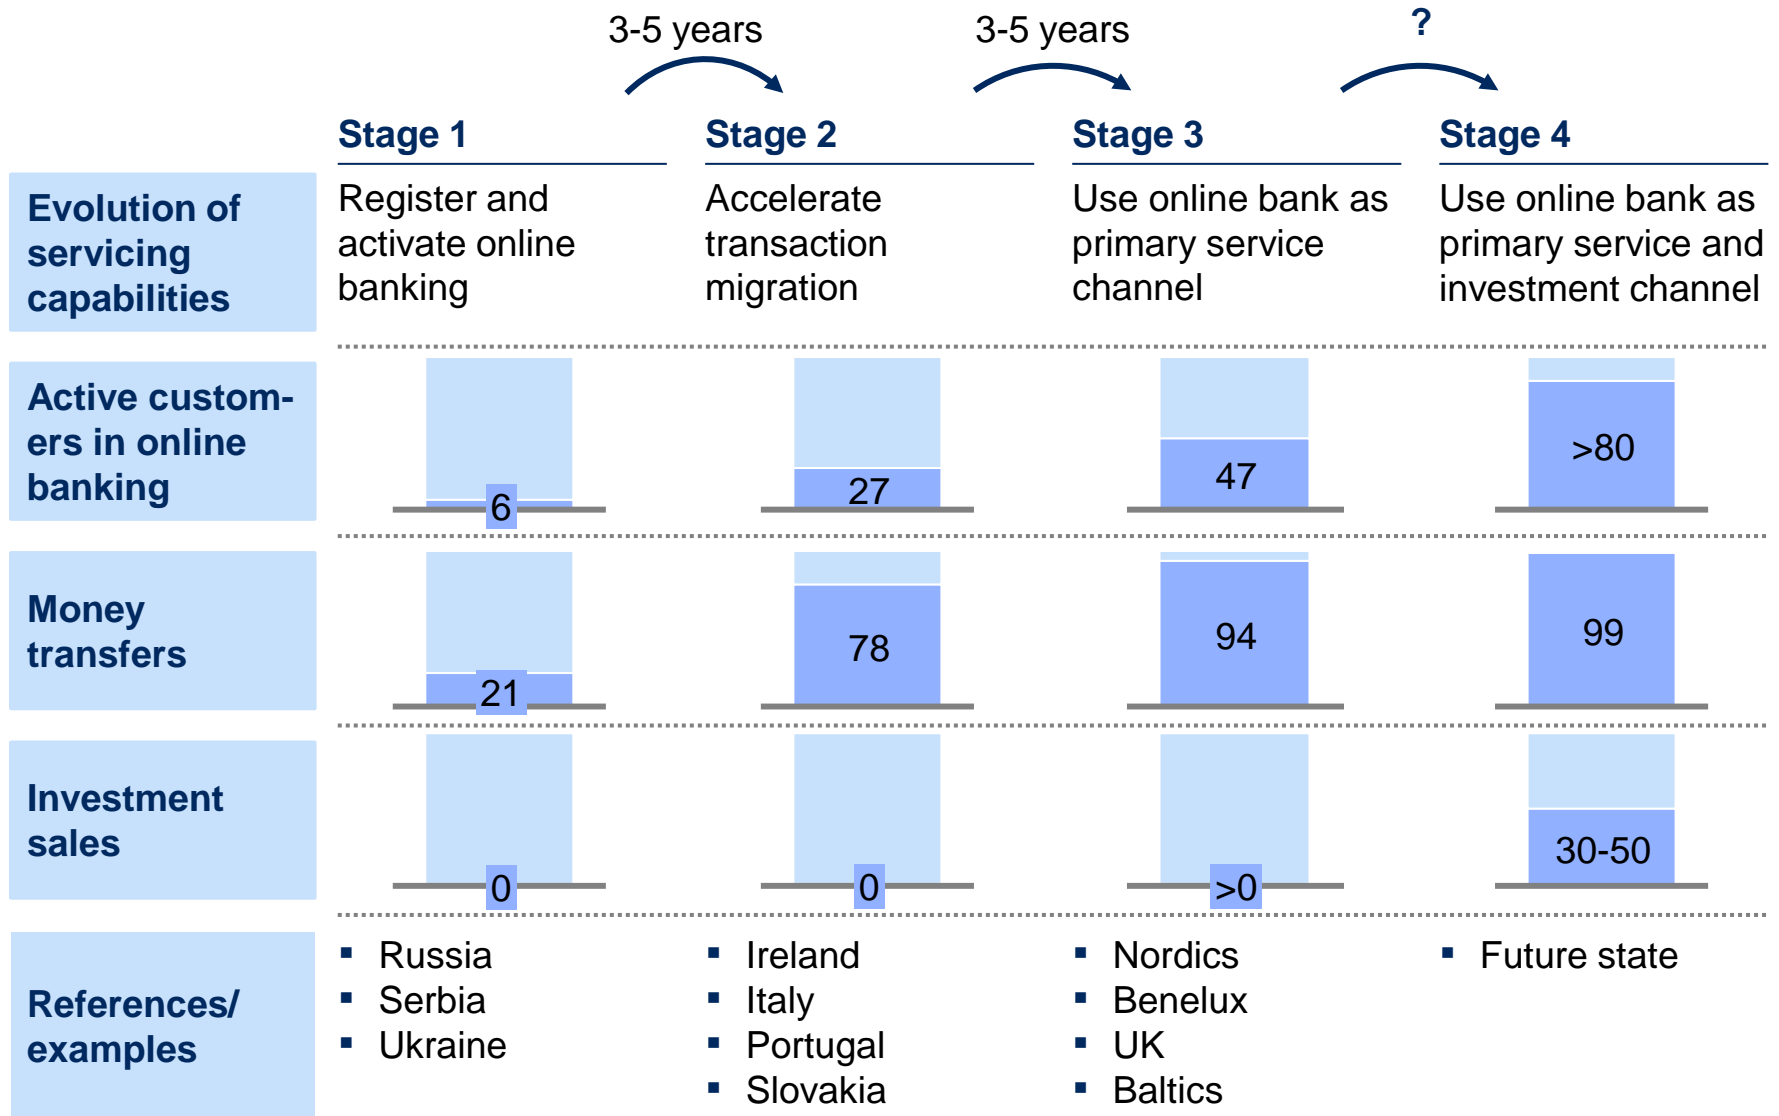 3-5 years
3-5 years
?
Stage 1
Stage 2
Stage 3
Stage 4
Evolution of
servicing
capabilities
Register and
activate online
banking
Accelerate
transaction
migration
Use online bank as
primary service
channel
Use online bank as
primary service and
investment channel
Active custom-
ers in online
banking
6
27
47
>80
Money
transfers
21
78
94
99
Investment
sales
0
0
>0
30-50
References/
examples
▪ Russia
▪ Serbia
▪ Ukraine
▪ Ireland
▪ Italy
▪ Portugal
▪ Slovakia
▪ Nordics
▪ Benelux
▪ UK
▪ Baltics
▪ Future state